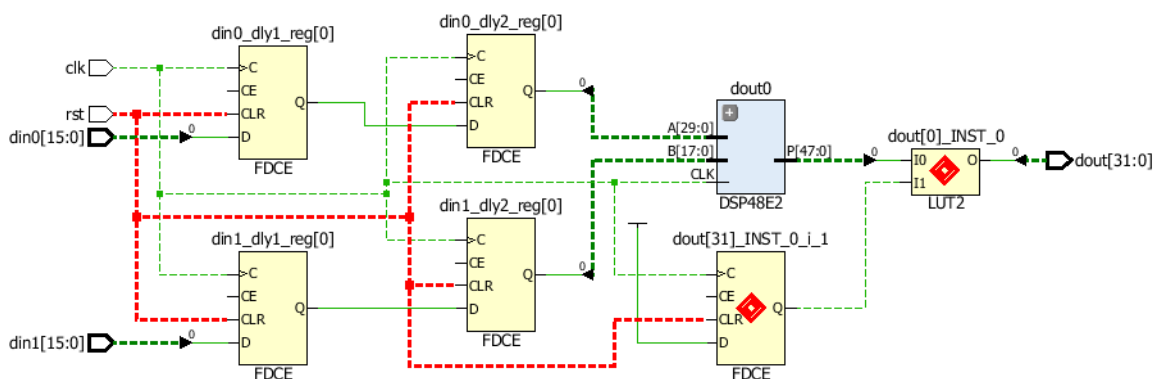 din0_dly1_reg[0]
din0_dly2_reg[0]
clk
rst
din0[15:0]
0
C
CE
CLR
D
Q
FDCE
C
CE
CLR
D
Q
0
FDCE
dout0
+
A[29:0]
B[17:0]
CLK
P[47:0]
DSP48E2
dout[0]_INST_0
0
I0
I1
O
0
LUT2
dout[31:0]
din1_dly1_reg[0]
din1_dly2_reg[0]
din1[15:0]
0
C
CE
CLR
D
Q
FDCE
C
CE
CLR
D
Q
0
FDCE
dout[31]_INST_0_i_1
C
CE
CLR
D
Q
FDCE